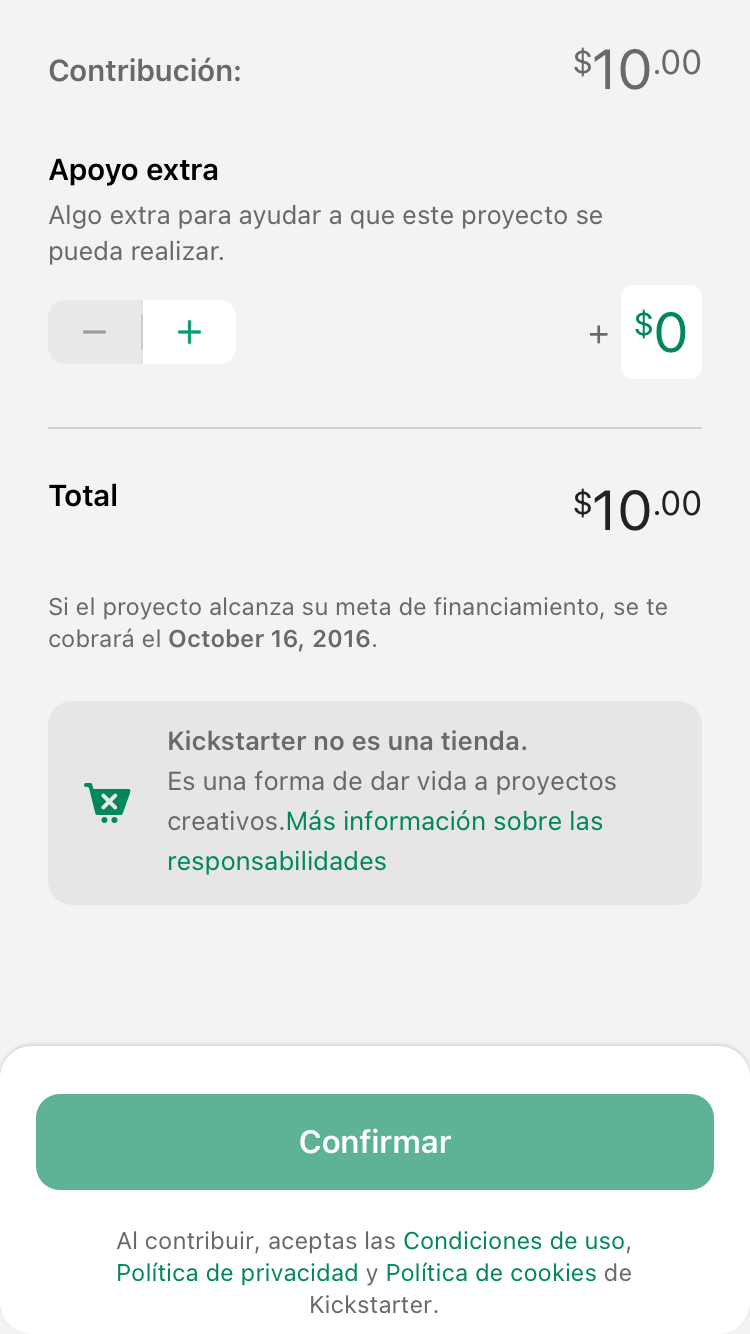 Contribución: $10.00
Apoyo extra
Algo extra para ayudar a que este proyecto se
pueda realizar.
− + + $0
Total $10.00
Si el proyecto alcanza su meta de financiamiento, se te
cobrará el October 16, 2016.
Kickstarter no es una tienda.
Es una forma de dar vida a proyectos
creativos.Más información sobre las
responsabilidades
Confirmar
Al contribuir, aceptas las Condiciones de uso,
Política de privacidad y Política de cookies de
Kickstarter.